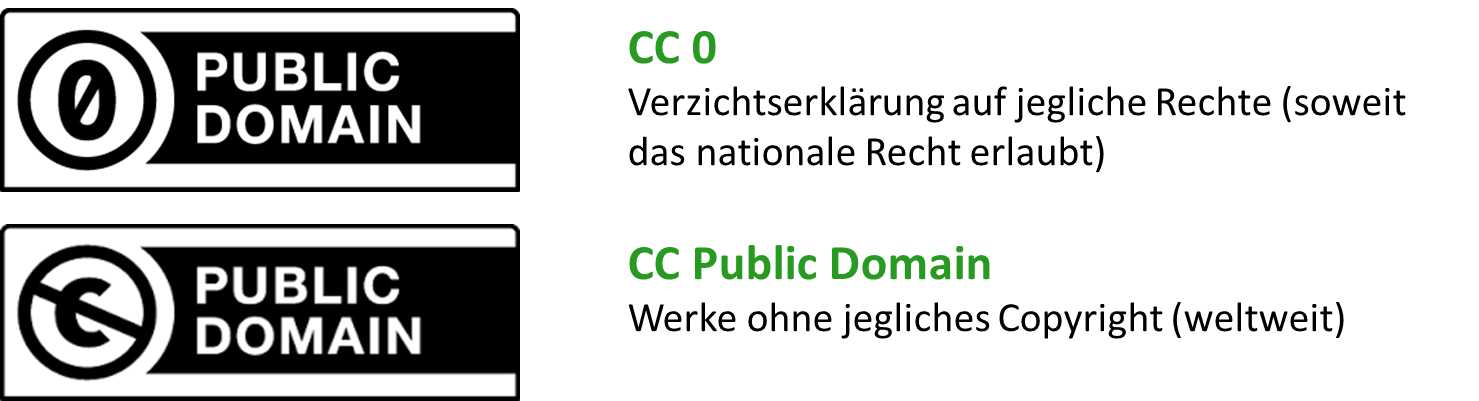 0 PUBLIC
DOMAIN
CC 0
Verzichtserklärung auf jegliche Rechte (soweit
das nationale Recht erlaubt)
C PUBLIC
DOMAIN
CC Public Domain
Werke ohne jegliches Copyright (weltweit)